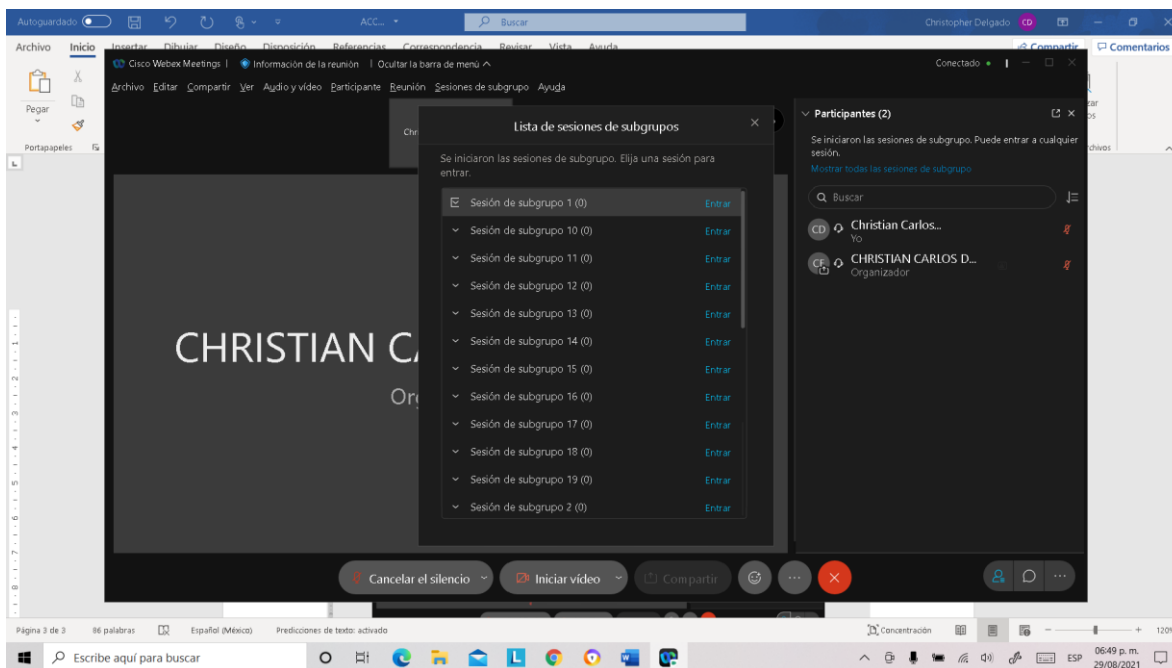 Autoguardado
ACC...
Buscar
Christopher Delgado CD
Archivo Inicio Insertar Dibujar Diseño Disposición Referencias Correspondencia Revisar Vista Ayuda
Compartir Comentarios
Pegar
Portapapeles
Cisco Webex Meetings | Información de la reunión | Ocultar la barra de menú
Conectado
Archivo Editar Compartir Ver Audio y vídeo Participante Reunión Sesiones de subgrupo Ayuda
Chr
Lista de sesiones de subgrupos
Se iniciaron las sesiones de subgrupo. Elija una sesión para
entrar.
Sesión de subgrupo 1 (0) Entrar
Sesión de subgrupo 10 (0) Entrar
Sesión de subgrupo 11 (0) Entrar
Sesión de subgrupo 12 (0) Entrar
Sesión de subgrupo 13 (0) Entrar
Sesión de subgrupo 14 (0) Entrar
Sesión de subgrupo 15 (0) Entrar
Sesión de subgrupo 16 (0) Entrar
Sesión de subgrupo 17 (0) Entrar
Sesión de subgrupo 18 (0) Entrar
Sesión de subgrupo 19 (0) Entrar
Sesión de subgrupo 2 (0) Entrar
CHRISTIAN C
Org
Participantes (2)
Se iniciaron las sesiones de subgrupo. Puede entrar a cualquier
sesión.
Mostrar todas las sesiones de subgrupo
Buscar
CD Christian Carlos...
Yo
CF CHRISTIAN CARLOS D...
Organizador
Cancelar el silencio
Iniciar vídeo
Compartir
Página 3 de 3 86 palabras Español (México) Predicciones de texto: activado
Concentración
120%
Escribe aquí para buscar
ESP
06:49 p. m.
29/08/2021